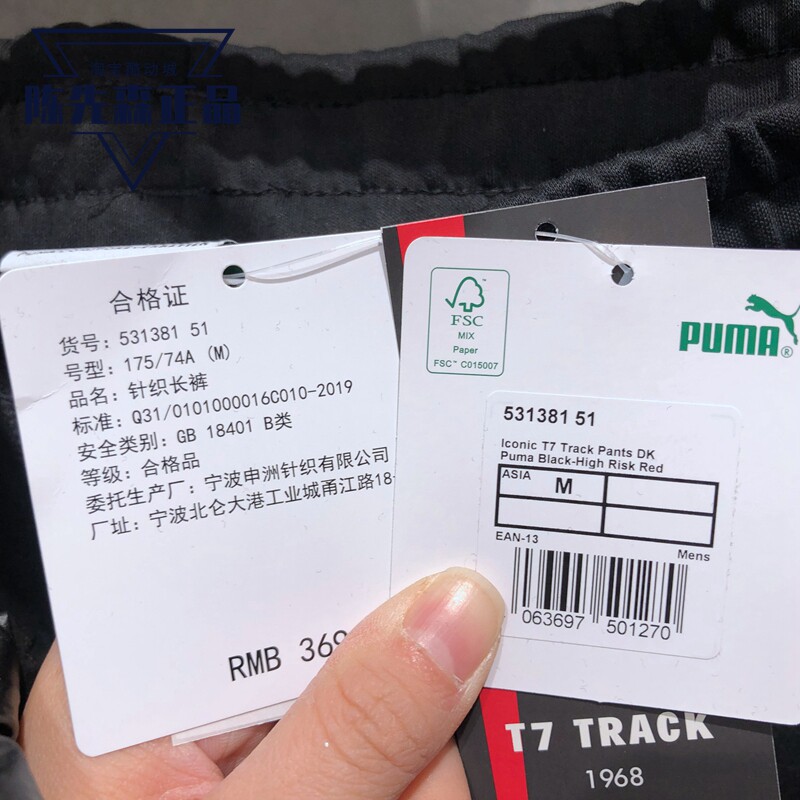 陈先森正品
合格证
货号：531381 51
号型：175/74A (M)
品名：针织长裤
标准：Q31/0101000016C010-2019
安全类别：GB 18401 B类
等级：合格品
委托生产厂：宁波申洲针织有限公司
厂址：宁波北仑大港工业城甬江路18
RMB 369
FSC
MIX
Paper
FSC™ C015007
PUMA®
531381 51
Iconic T7 Track Pants DK
Puma Black-High Risk Red
ASIA
M
EAN-13
Mens
063697 501270
T7 TRACK
1968